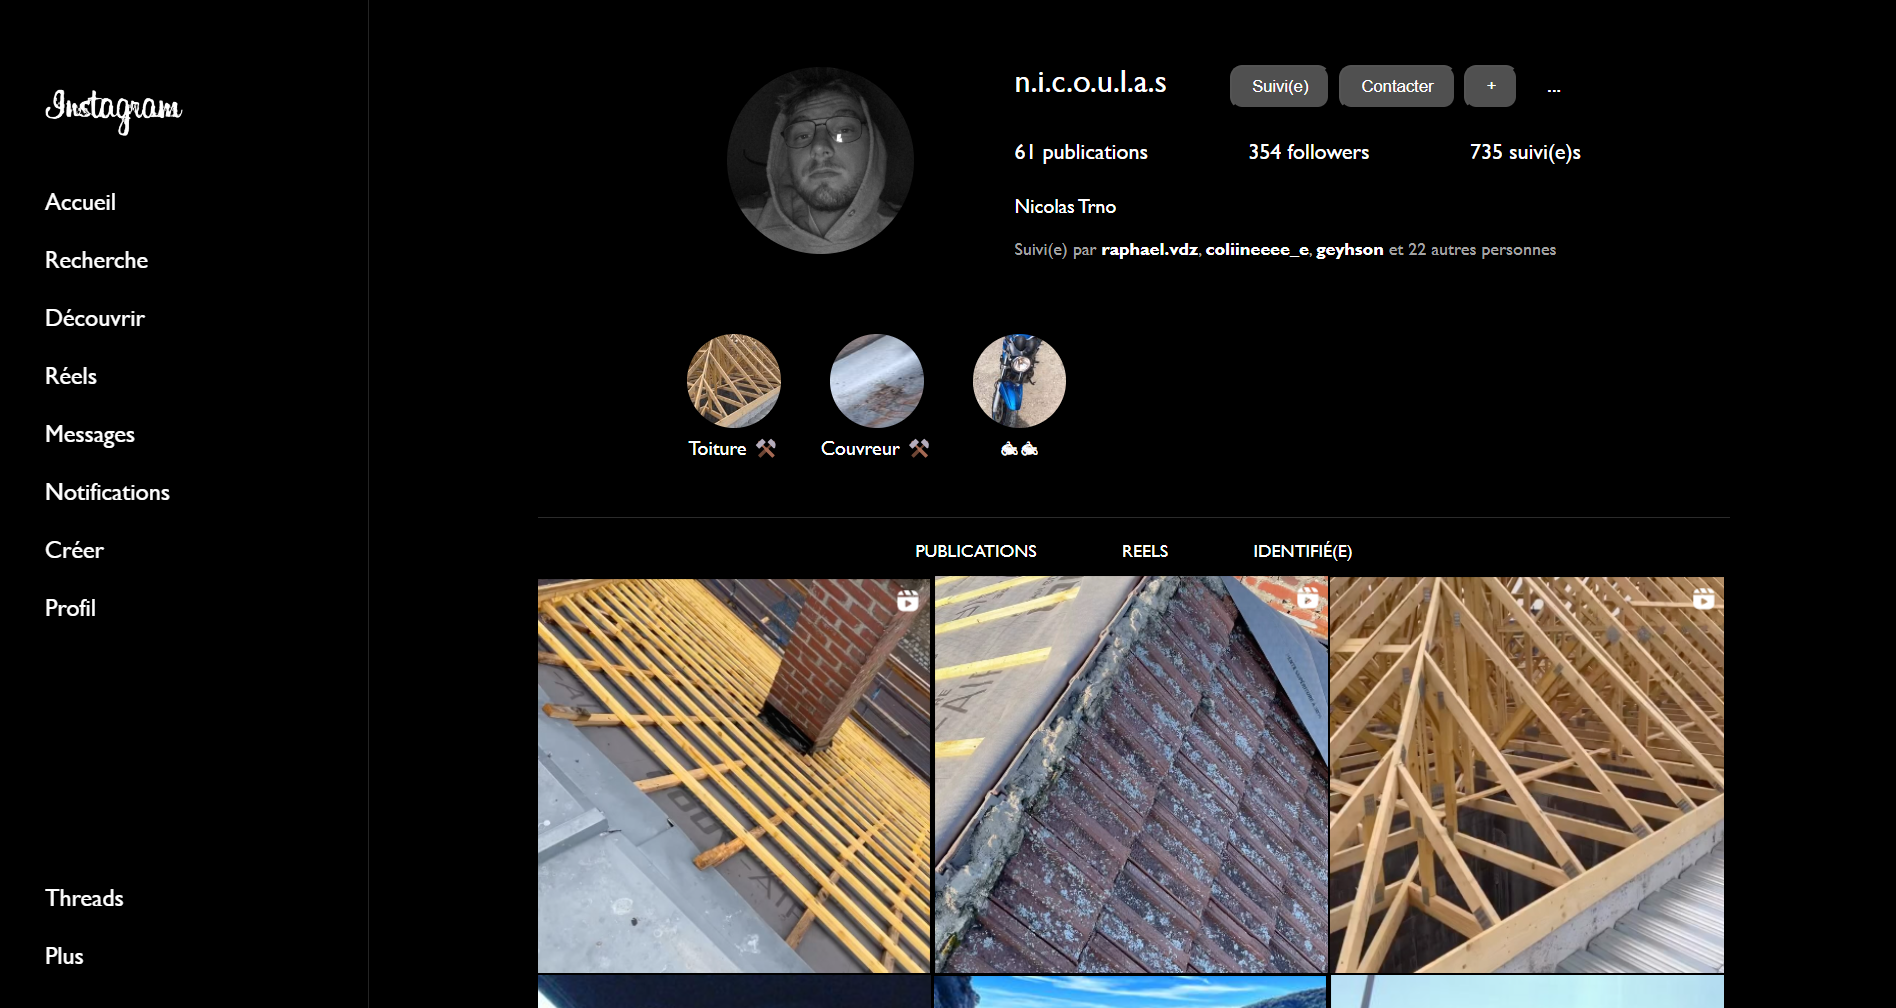 Instagram
Accueil
Recherche
Découvrir
Réels
Messages
Notifications
Créer
Profil
Threads
Plus
n.i.c.o.u.l.a.s
Suivi(e)
Contacter
+
...
61 publications
354 followers
735 suivi(e)s
Nicolas Trno
Suivi(e) par raphael.vdz, coliineeee_e, geyhson et 22 autres personnes
Toiture ⚒
Couvreur ⚒
🏍🏍
PUBLICATIONS
REELS
IDENTIFIÉ(E)